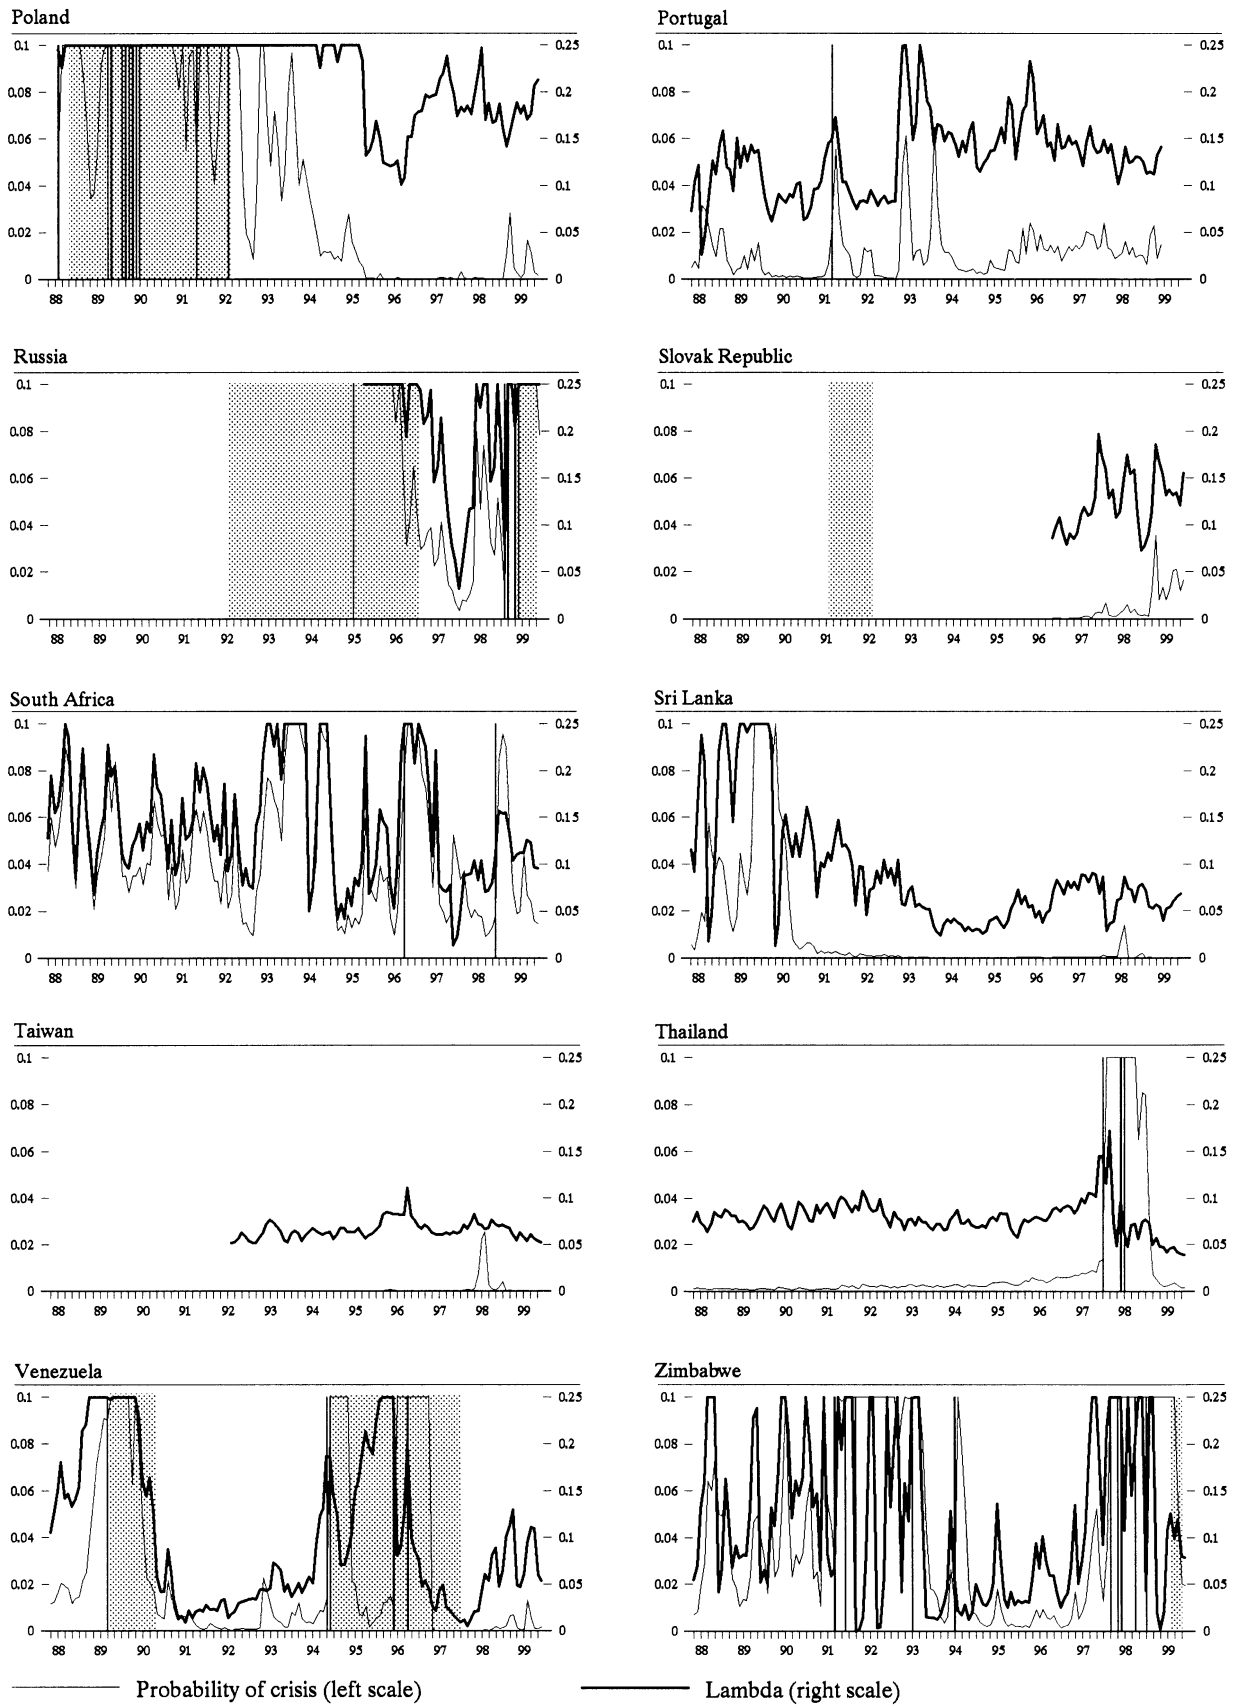 Poland Portugal
0.1 0.25 0.1 0.25
0.08 0.2 0.08 0.2
0.06 0.15 0.06 0.15
0.04 0.1 0.04 0.1
0.02 0.05 0.02 0.05
0 0 0 0
88 89 90 91 92 93 94 95 96 97 98 99 88 89 90 91 92 93 94 95 96 97 98 99
Russia Slovak Republic
0.1 0.25 0.1 0.25
0.08 0.2 0.08 0.2
0.06 0.15 0.06 0.15
0.04 0.1 0.04 0.1
0.02 0.05 0.02 0.05
0 0 0 0
88 89 90 91 92 93 94 95 96 97 98 99 88 89 90 91 92 93 94 95 96 97 98 99
South Africa Sri Lanka
0.1 0.25 0.1 0.25
0.08 0.2 0.08 0.2
0.06 0.15 0.06 0.15
0.04 0.1 0.04 0.1
0.02 0.05 0.02 0.05
0 0 0 0
88 89 90 91 92 93 94 95 96 97 98 99 88 89 90 91 92 93 94 95 96 97 98 99
Taiwan Thailand
0.1 0.25 0.1 0.25
0.08 0.2 0.08 0.2
0.06 0.15 0.06 0.15
0.04 0.1 0.04 0.1
0.02 0.05 0.02 0.05
0 0 0 0
88 89 90 91 92 93 94 95 96 97 98 99 88 89 90 91 92 93 94 95 96 97 98 99
Venezuela Zimbabwe
0.1 0.25 0.1 0.25
0.08 0.2 0.08 0.2
0.06 0.15 0.06 0.15
0.04 0.1 0.04 0.1
0.02 0.05 0.02 0.05
0 0 0 0
88 89 90 91 92 93 94 95 96 97 98 99 88 89 90 91 92 93 94 95 96 97 98 99
Probability of crisis (left scale) Lambda (right scale)